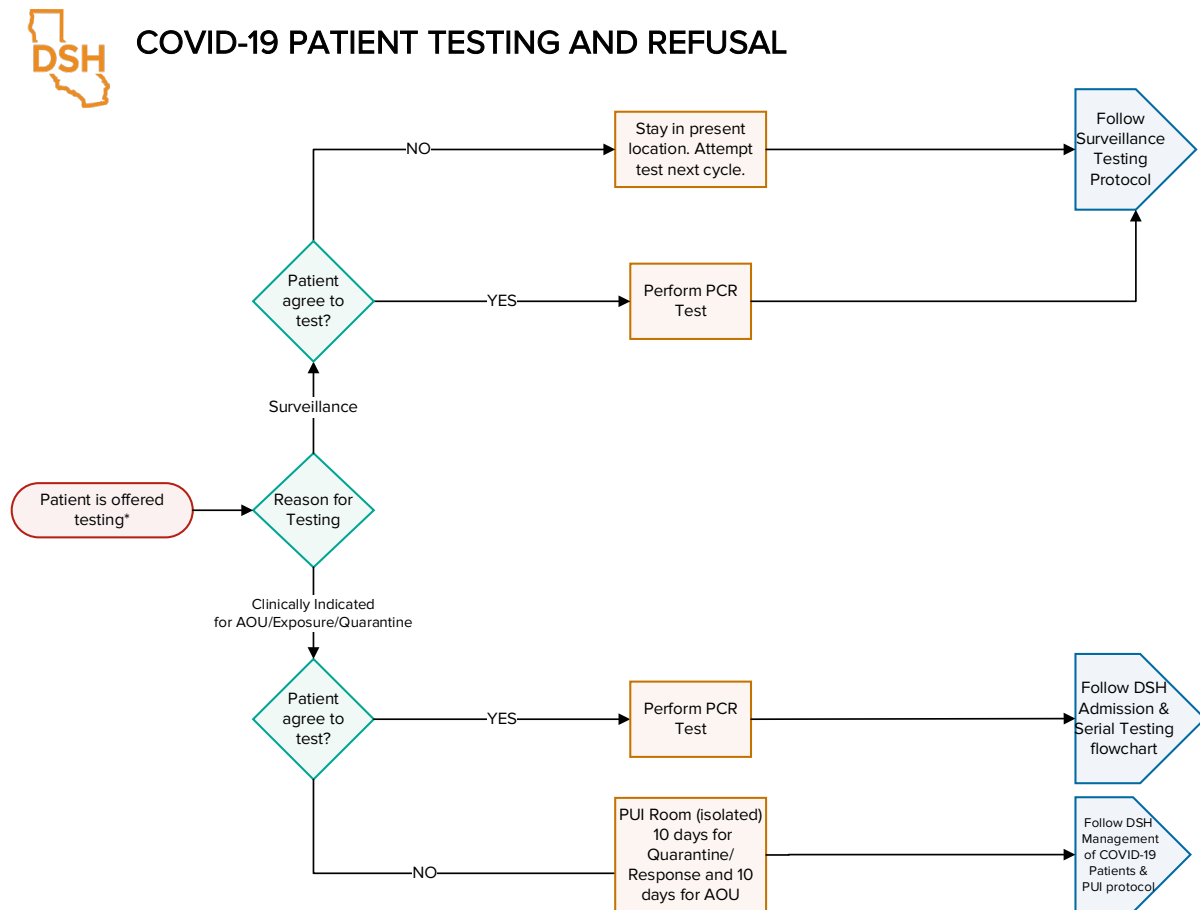 DSH
COVID-19 PATIENT TESTING AND REFUSAL
NO
Stay in present
location. Attempt
test next cycle.
Follow
Surveillance
Testing
Protocol
Patient
agree to
test?
YES
Perform PCR
Test
Surveillance
Patient is offered
testing*
Reason for
Testing
Clinically Indicated
for AOU/Exposure/Quarantine
Patient
agree to
test?
YES
Perform PCR
Test
Follow DSH
Admission &
Serial Testing
flowchart
NO
PUI Room (isolated)
10 days for
Quarantine/
Response and 10
days for AOU
Follow DSH
Management
of COVID-19
Patients &
PUI protocol